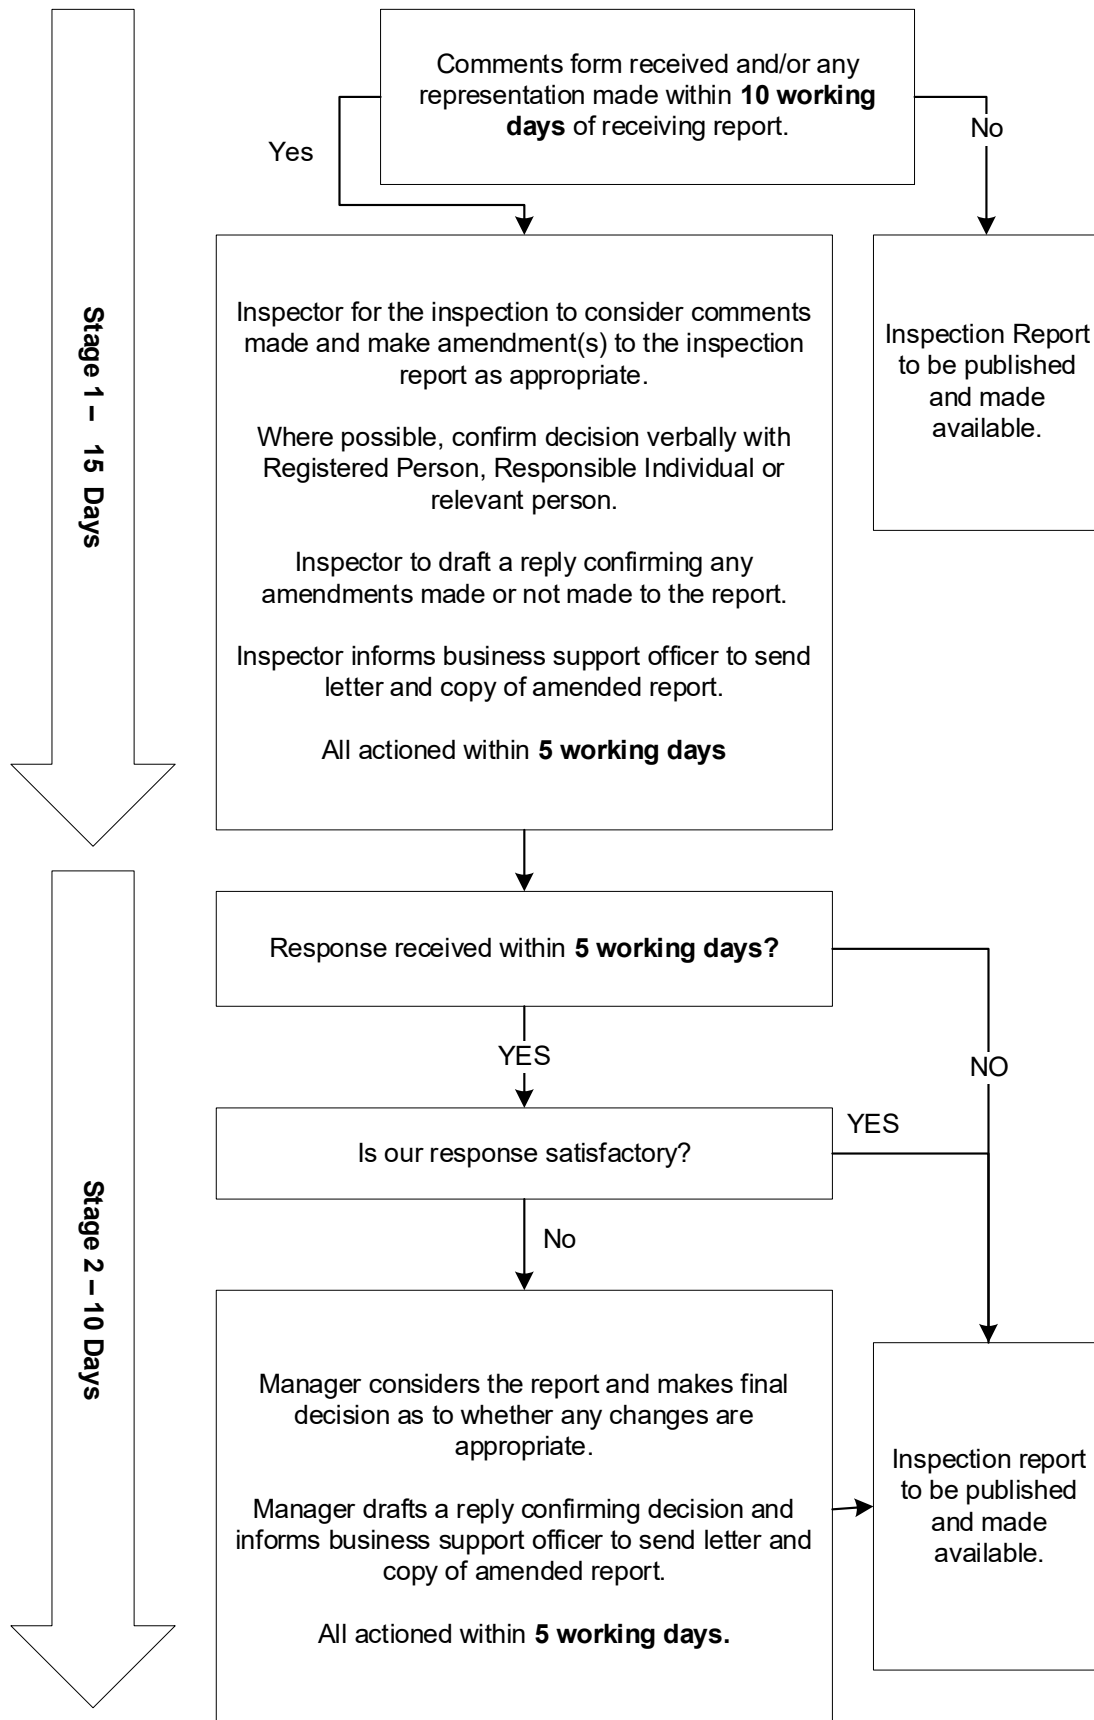 Comments form received and/or any
representation made within 10 working
days of receiving report.
Yes
No
Stage 1 – 15 Days
Inspector for the inspection to consider comments
made and make amendment(s) to the inspection
report as appropriate.
Where possible, confirm decision verbally with
Registered Person, Responsible Individual or
relevant person.
Inspector to draft a reply confirming any
amendments made or not made to the report.
Inspector informs business support officer to send
letter and copy of amended report.
All actioned within 5 working days
Inspection Report
to be published
and made
available.
Response received within 5 working days?
YES
NO
Is our response satisfactory?
YES
No
Stage 2 – 10 Days
Manager considers the report and makes final
decision as to whether any changes are
appropriate.
Manager drafts a reply confirming decision and
informs business support officer to send letter and
copy of amended report.
All actioned within 5 working days.
Inspection report
to be published
and made
available.